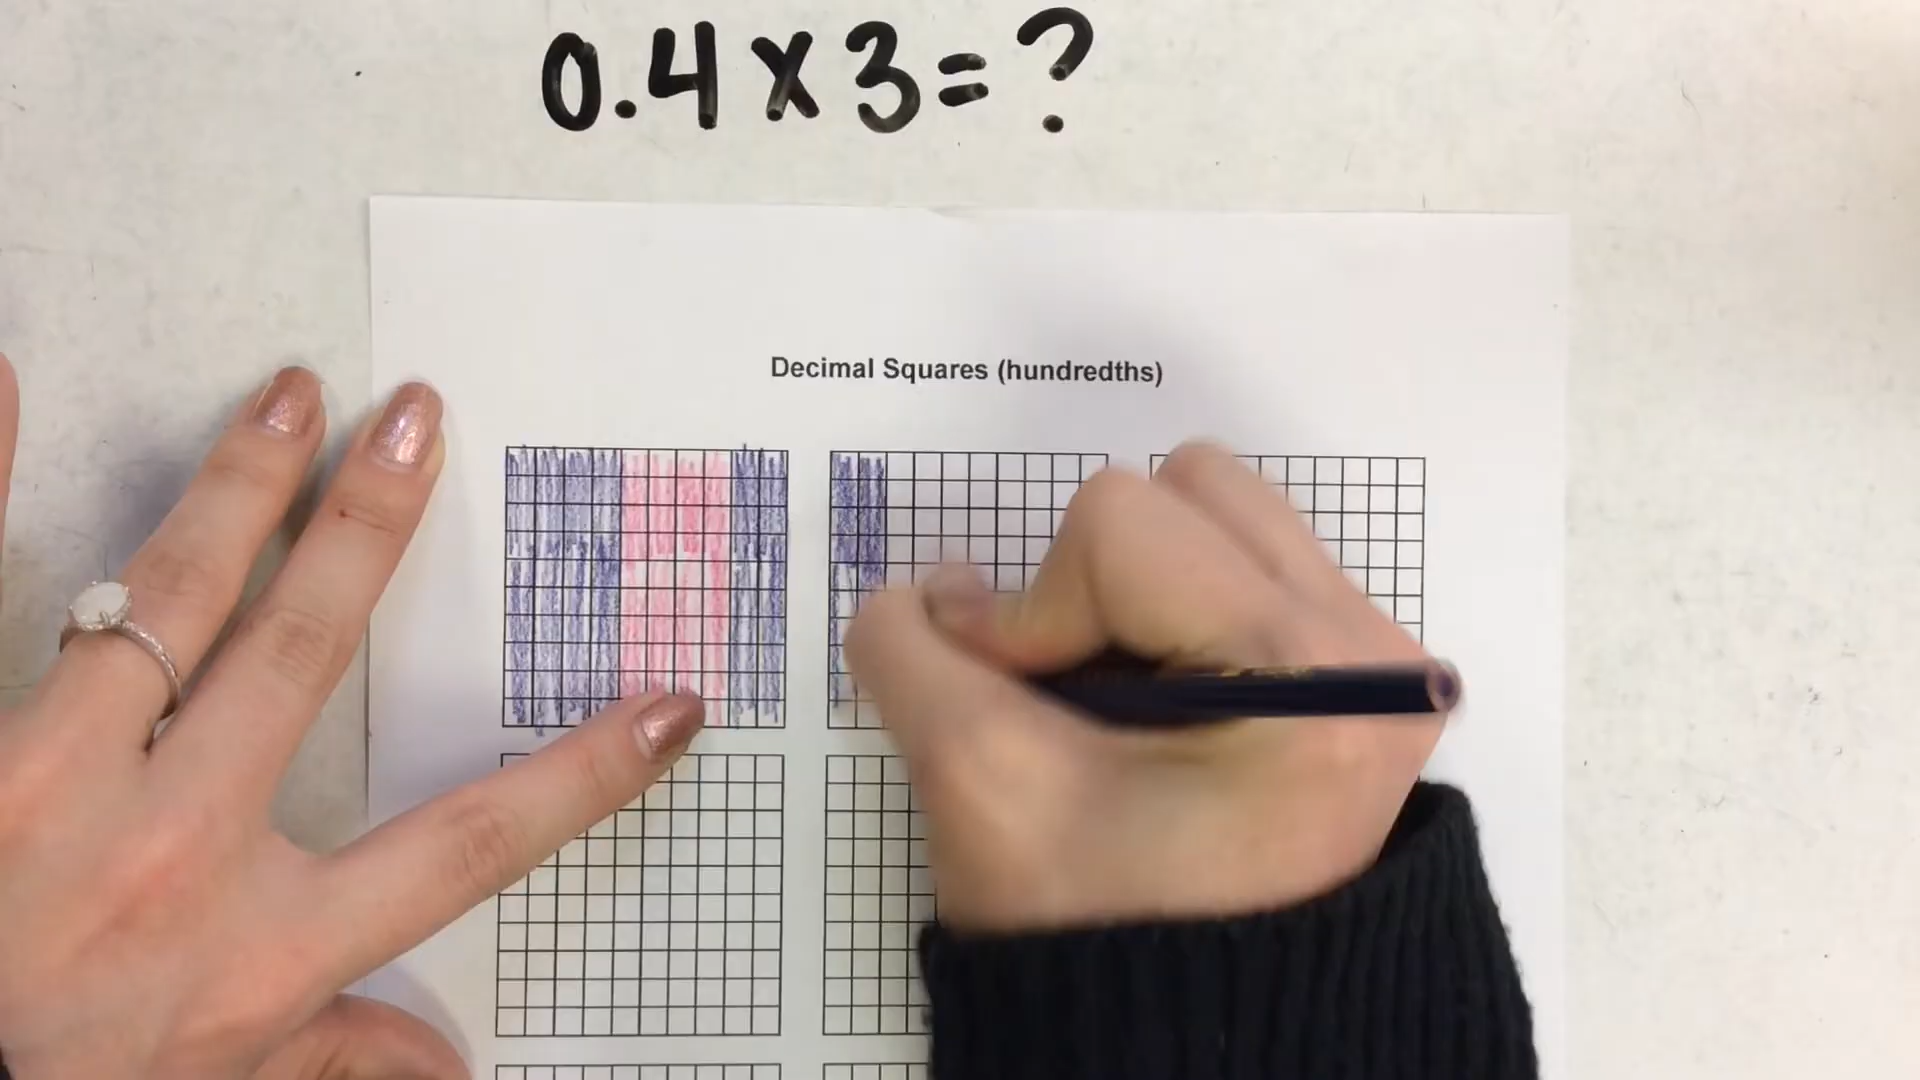 0.4 x 3 = ?
Decimal Squares (hundredths)